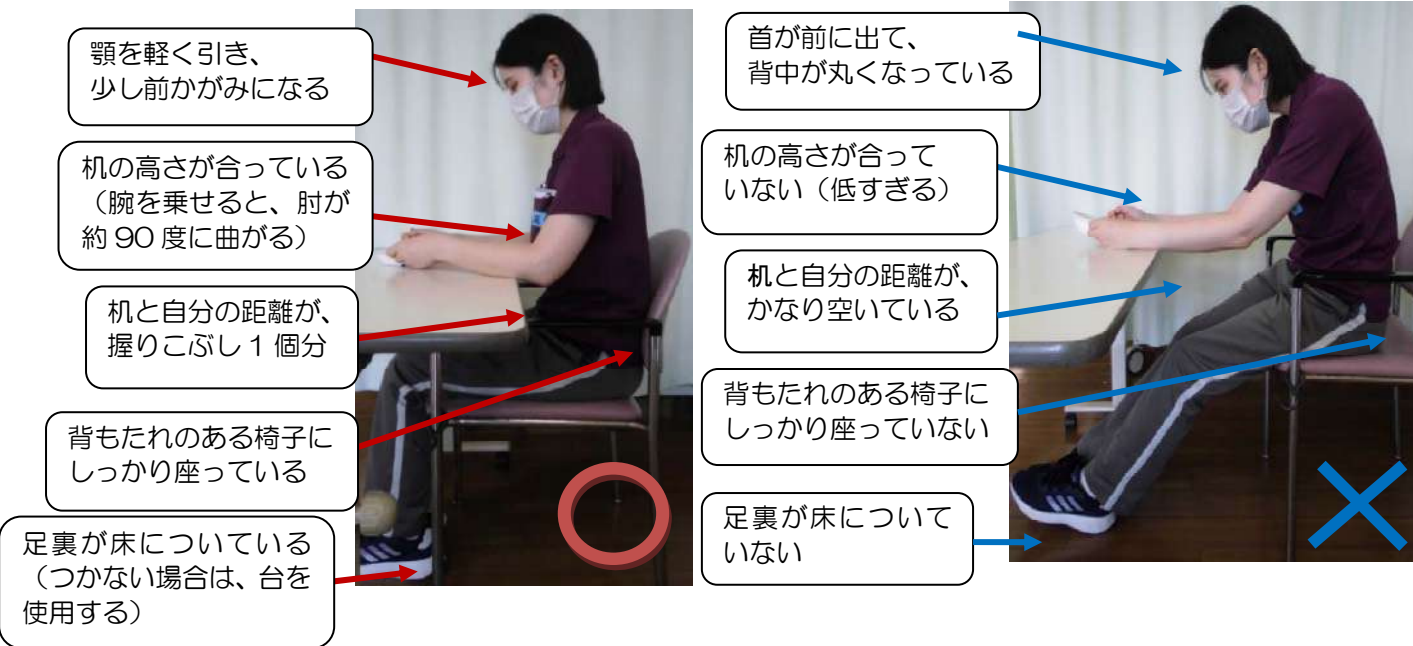 顎を軽く引き、
少し前かがみになる
机の高さが合っている
（腕を乗せると、肘が
約 90 度に曲がる）
机と自分の距離が、
握りこぶし 1 個分
背もたれのある椅子に
しっかり座っている
足裏が床についている
（つかない場合は、台を
使用する）
首が前に出て、
背中が丸くなっている
机の高さが合って
いない（低すぎる）
机と自分の距離が、
かなり空いている
背もたれのある椅子に
しっかり座っていない
足裏が床について
いない